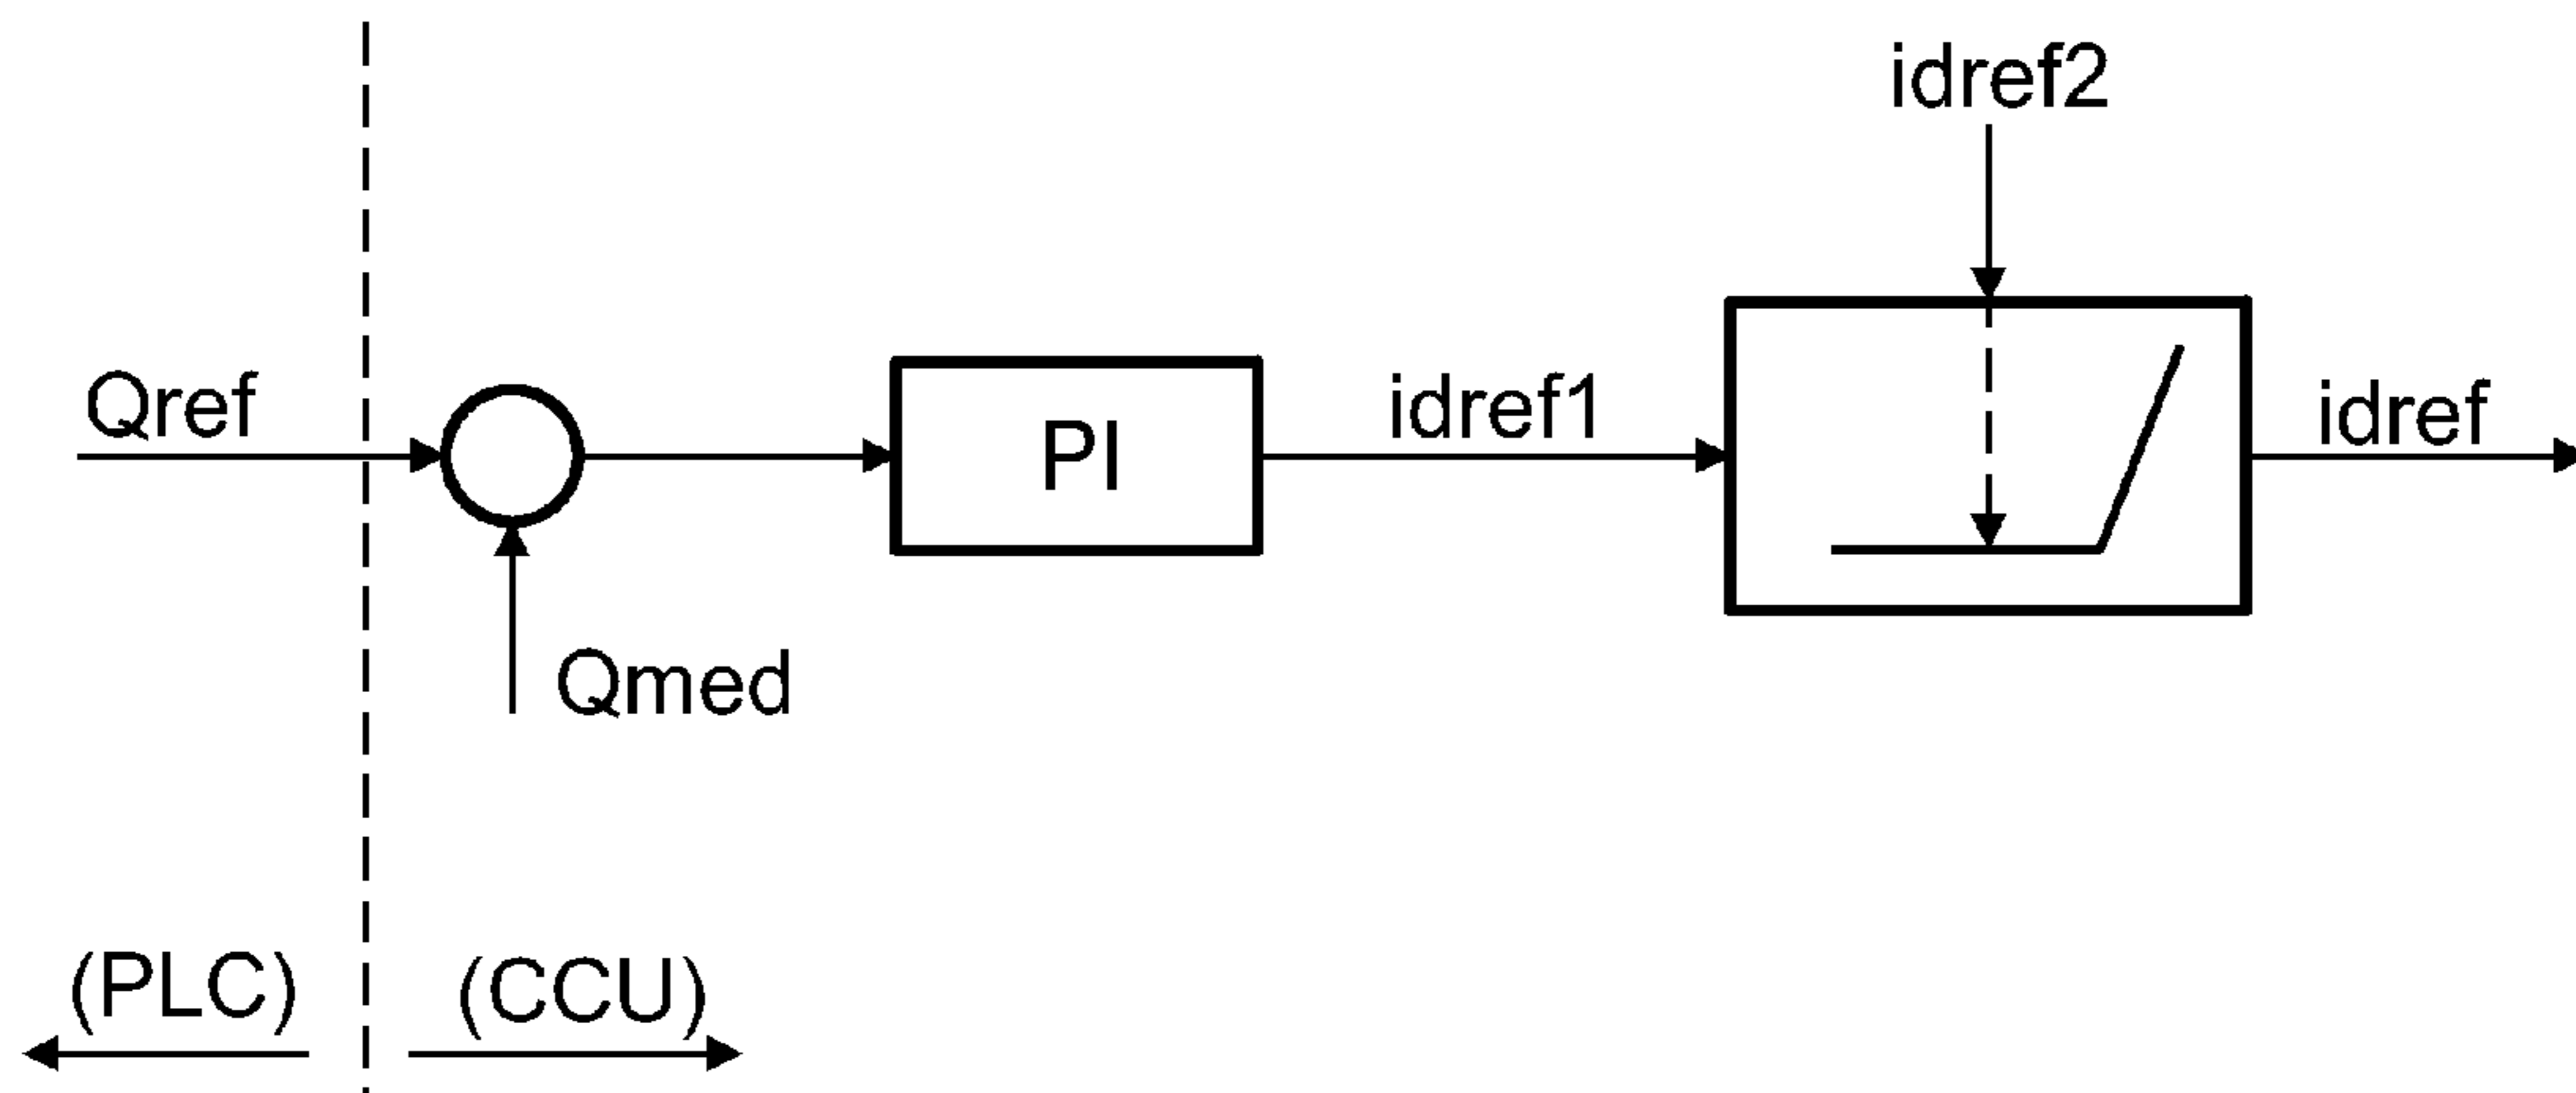 idref2
Qref
PI
idref1
idref
Qmed
(PLC)
(CCU)